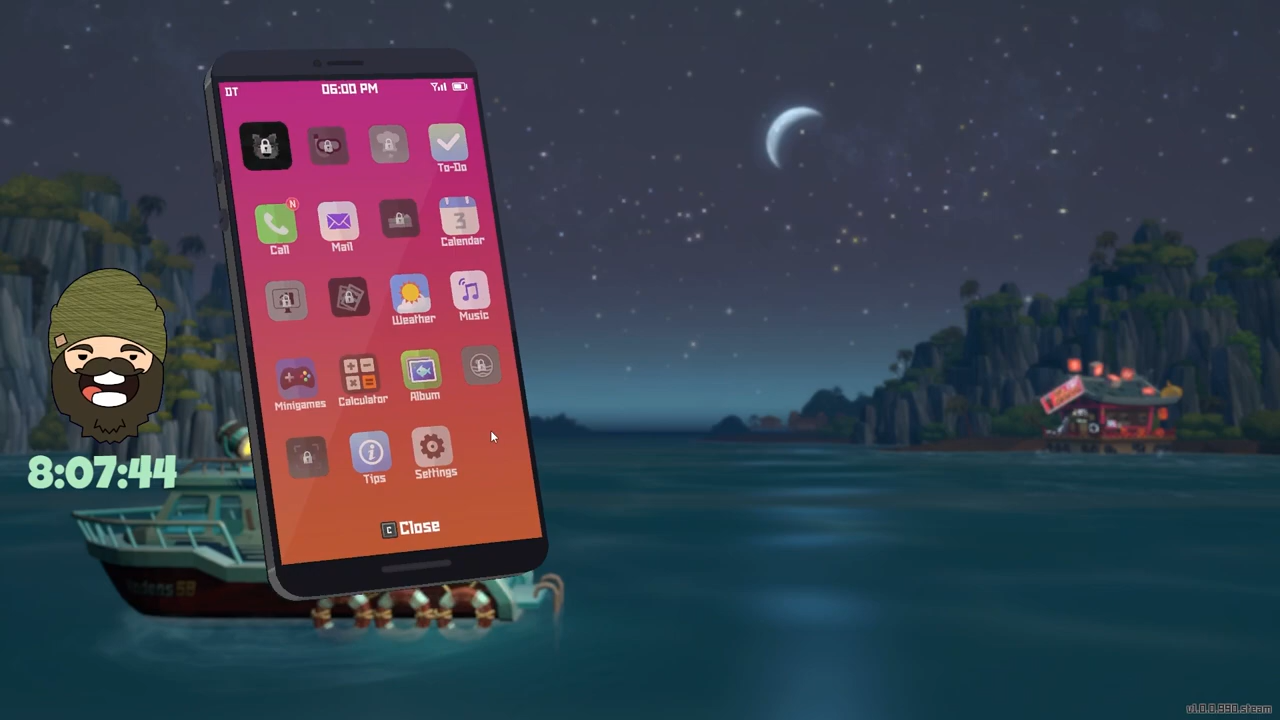 DT
06:00 PM
To-Do
N
Call
Mail
3
Calendar
Weather
Music
Minigames
Calculator
Album
Tips
Settings
C Close
8:07:44
58
v1.0.0.990.steam